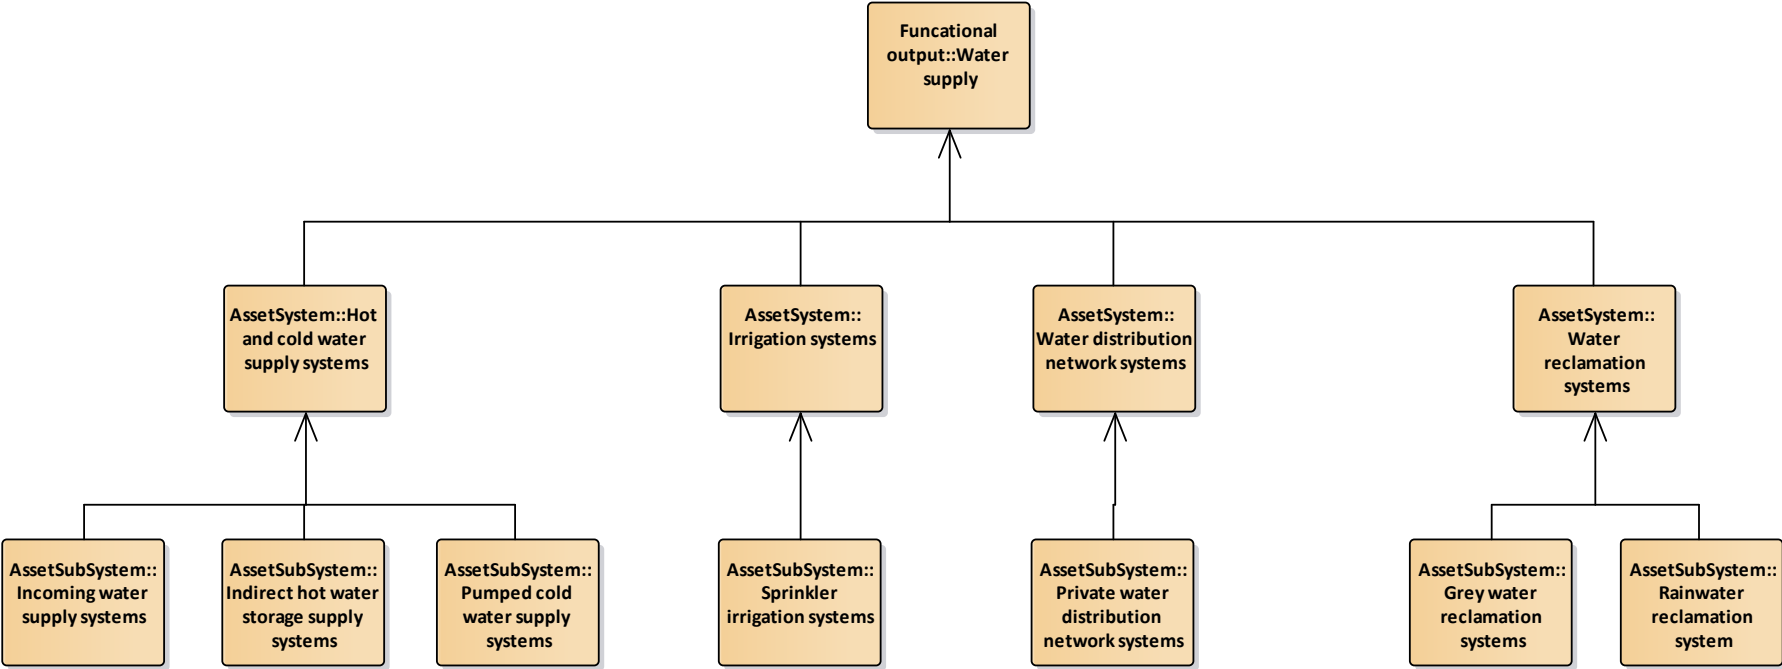 Funcational
output::Water
supply
AssetSystem::Hot
and cold water
supply systems
AssetSystem::
Irrigation systems
AssetSystem::
Water distribution
network systems
AssetSystem::
Water
reclamation
systems
AssetSubSystem::
Incoming water
supply systems
AssetSubSystem::
Indirect hot water
storage supply
systems
AssetSubSystem::
Pumped cold
water supply
systems
AssetSubSystem::
Sprinkler
irrigation systems
AssetSubSystem::
Private water
distribution
network systems
AssetSubSystem::
Grey water
reclamation
systems
AssetSubSystem::
Rainwater
reclamation
system